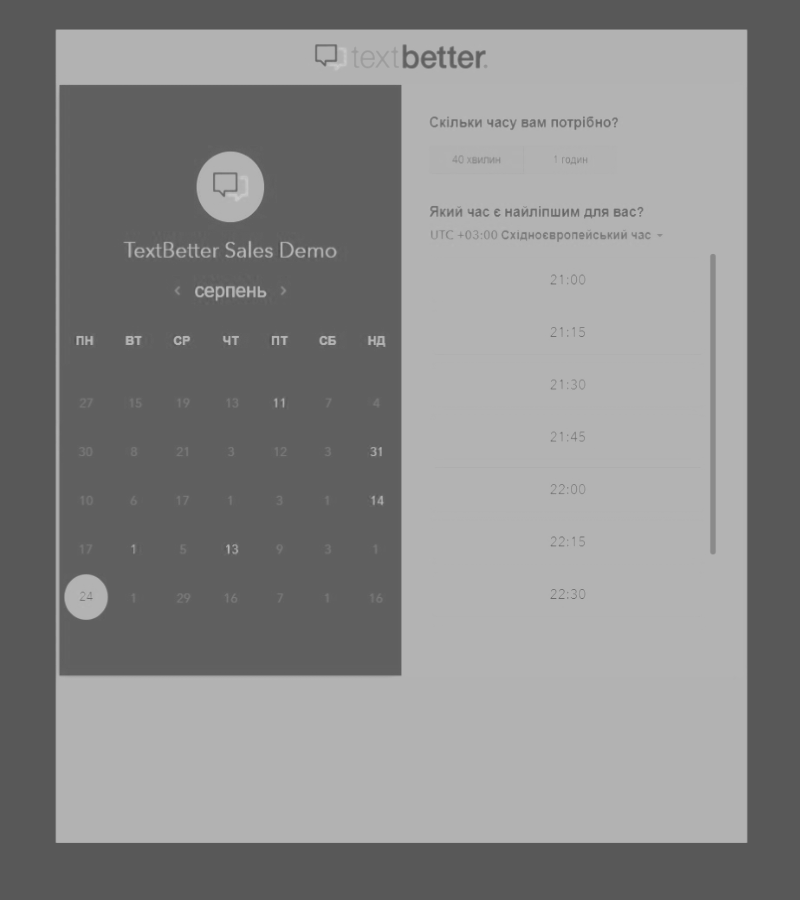 textbetter.
TextBetter Sales Demo
‹ серпень ›
ПН ВТ СР ЧТ ПТ СБ НД
27 15 19 13 11 7 4
30 8 21 3 12 3 31
10 6 17 1 3 1 14
17 1 5 13 9 3 1
24 1 29 16 7 1 16
Скільки часу вам потрібно?
40 хвилин 1 годин
Який час є найліпшим для вас?
UTC +03:00 Східноєвропейський час
21:00
21:15
21:30
21:45
22:00
22:15
22:30